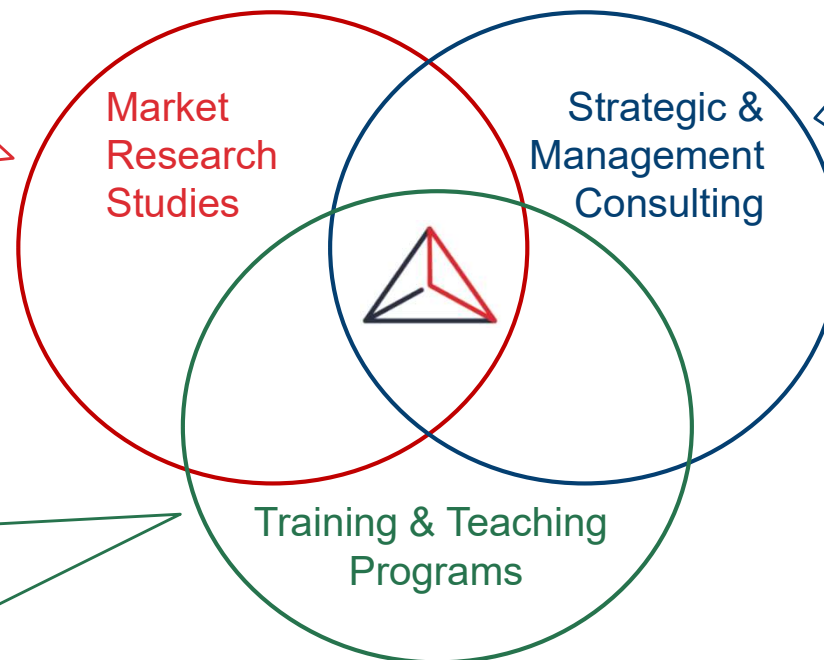 Market
Research
Studies
Strategic &
Management
Consulting
Training & Teaching
Programs